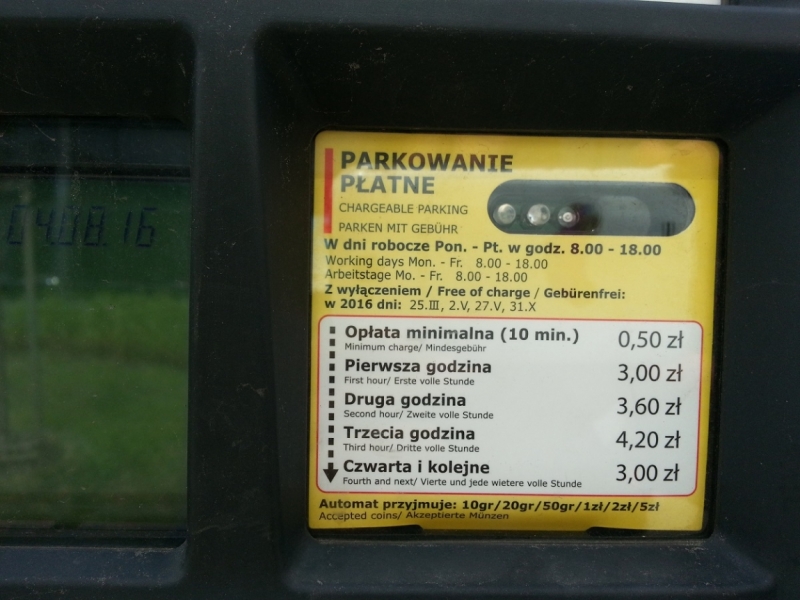 04.08.16
PARKOWANIE
PŁATNE
CHARGEABLE PARKING
PARKEN MIT GEBÜHR
W dni robocze Pon. - Pt. w godz. 8.00 - 18.00
Working days Mon. - Fr. 8.00 - 18.00
Arbeitstage Mo. - Fr. 8.00 - 18.00
Z wyłączeniem / Free of charge / Gebürenfrei:
w 2016 dni: 25.III, 2.V, 27.V, 31.X
Opłata minimalna (10 min.) 0,50 zł
Minimum charge/ Mindesgebühr
Pierwsza godzina 3,00 zł
First hour/ Erste volle Stunde
Druga godzina 3,60 zł
Second hour/ Zweite volle Stunde
Trzecia godzina 4,20 zł
Third hour/ Dritte volle Stunde
Czwarta i kolejne 3,00 zł
Fourth and next/ Vierte und jede wietere volle Stunde
Automat przyjmuje: 10gr/20gr/50gr/1zł/2zł/5zł
Accepted coins/ Akzeptierte Münzen